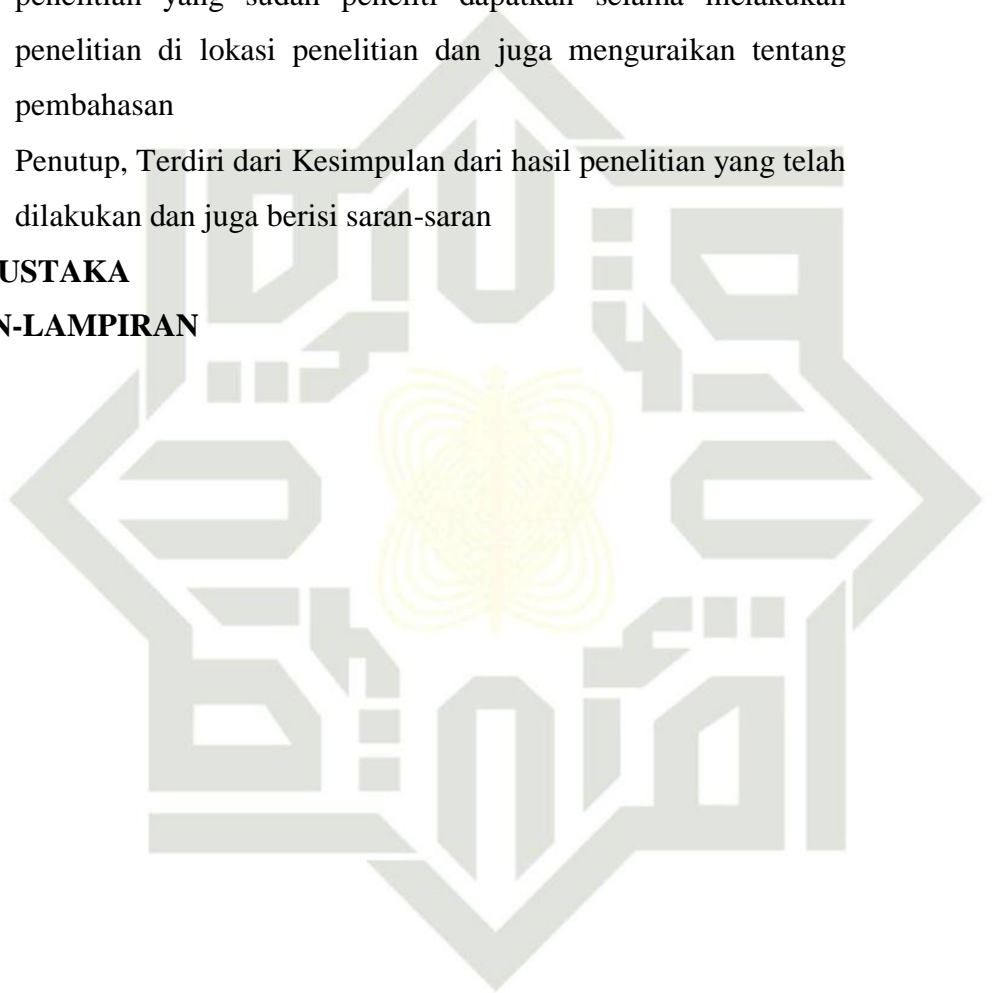 penelitian yang sudah peneliti dapatkan selama melakukan
penelitian di lokasi penelitian dan juga menguraikan tentang
pembahasan
Penutup, Terdiri dari Kesimpulan dari hasil penelitian yang telah
dilakukan dan juga berisi saran-saran
USTAKA
N-LAMPIRAN